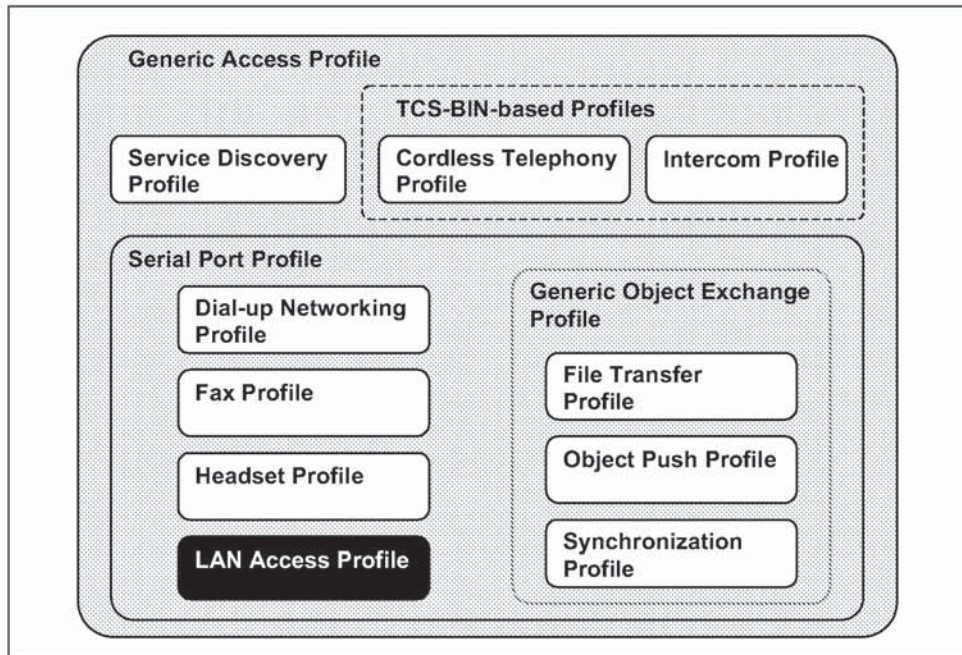 Generic Access Profile
TCS-BIN-based Profiles
Service Discovery
Profile
Cordless Telephony
Profile
Intercom Profile
Serial Port Profile
Dial-up Networking
Profile
Fax Profile
Headset Profile
LAN Access Profile
Generic Object Exchange
Profile
File Transfer
Profile
Object Push Profile
Synchronization
Profile